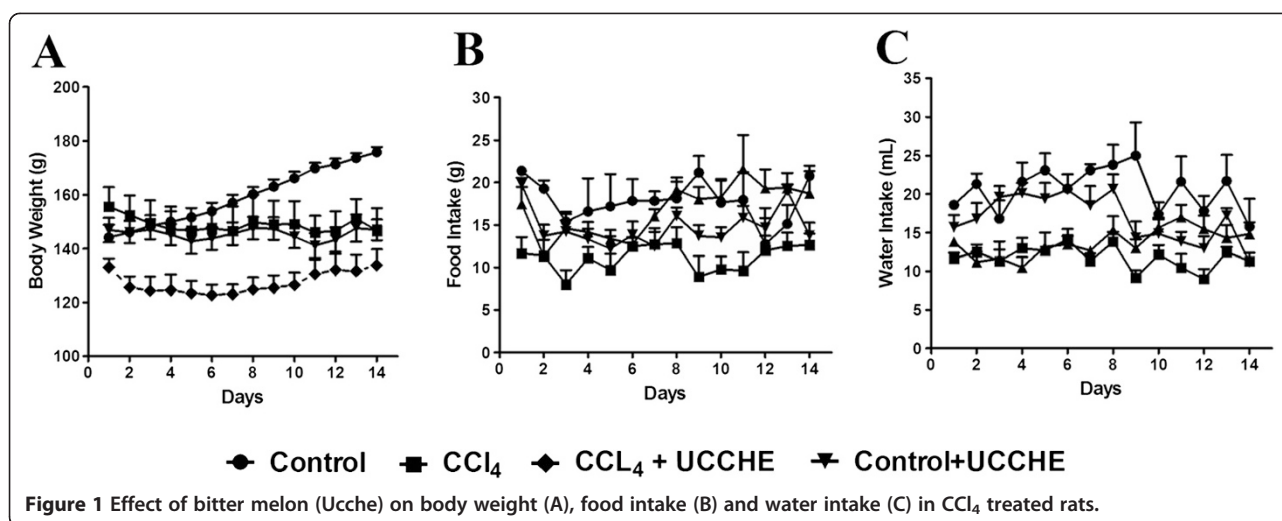 A
B
C
200
180
160
140
120
100
Body Weight (g)
0 2 4 6 8 10 12 14
Days
30
25
20
15
10
5
0
Food Intake (g)
0 2 4 6 8 10 12 14
Days
35
30
25
20
15
10
5
0
Water Intake (mL)
0 2 4 6 8 10 12 14
Days
Control CCl₄ CCL₄ + UCCHE Control+UCCHE
Figure 1 Effect of bitter melon (Ucche) on body weight (A), food intake (B) and water intake (C) in CCl₄ treated rats.